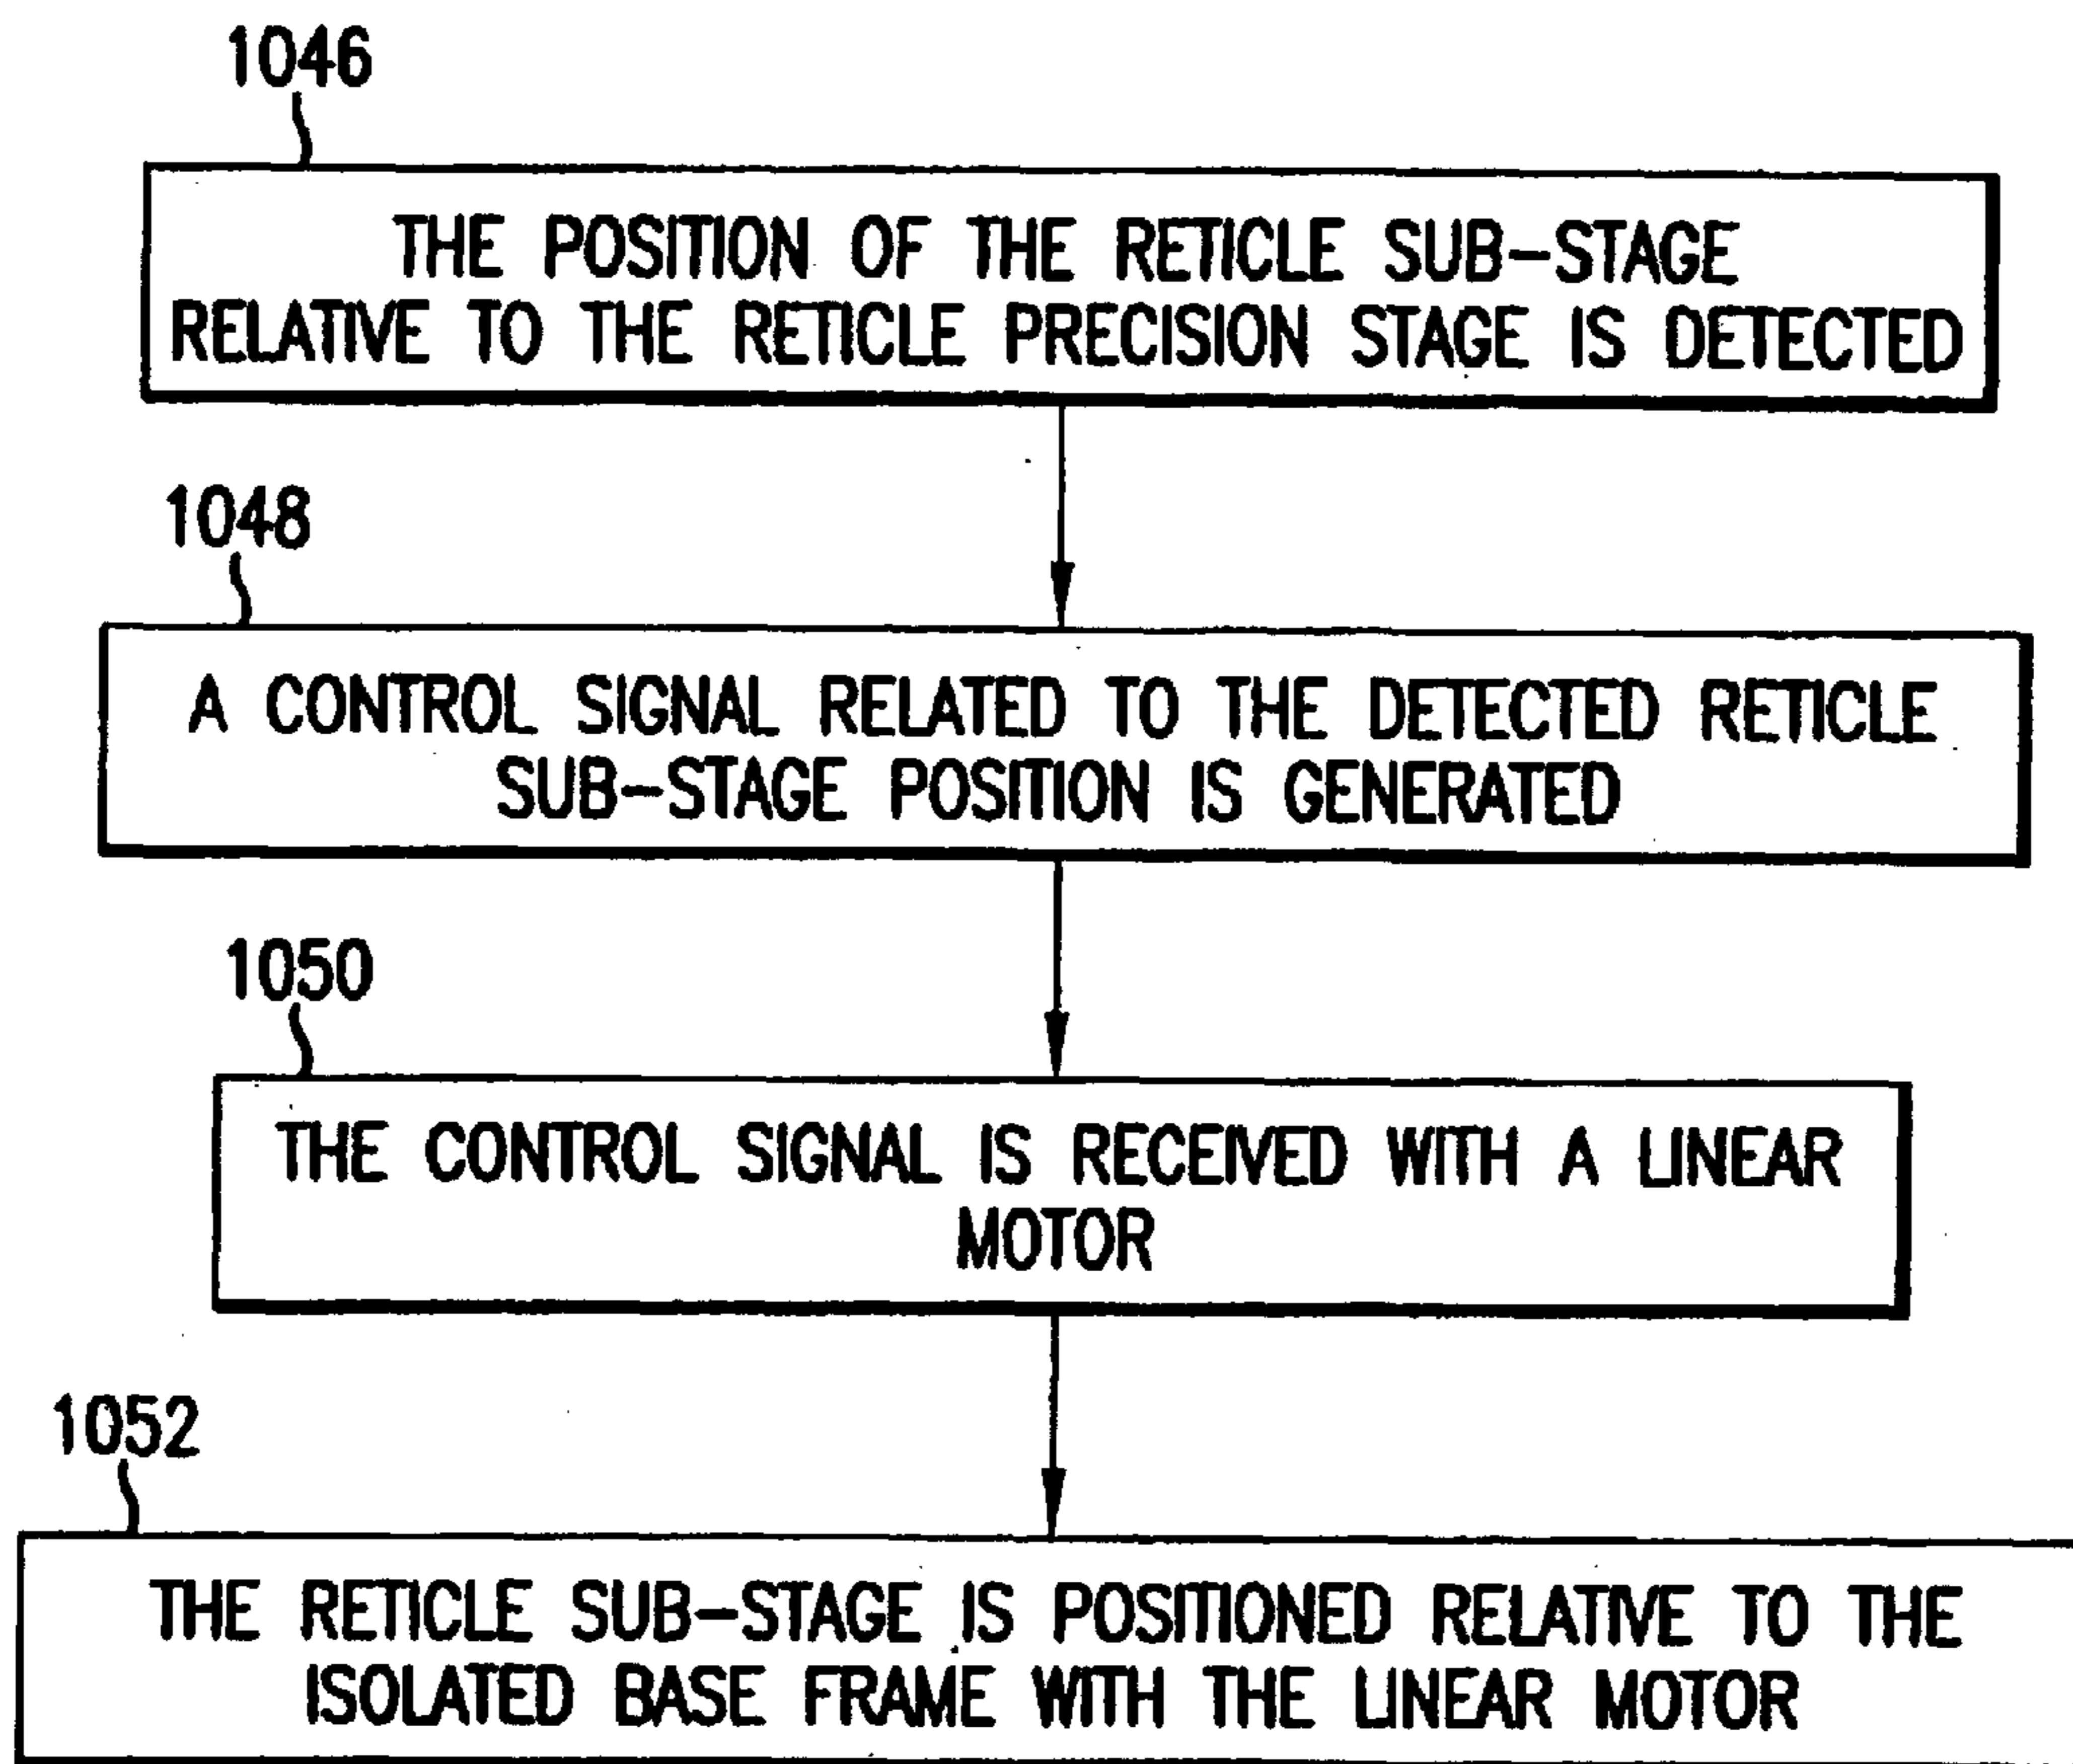 1046
THE POSITION OF THE RETICLE SUB-STAGE
RELATIVE TO THE RETICLE PRECISION STAGE IS DETECTED
1048
A CONTROL SIGNAL RELATED TO THE DETECTED RETICLE
SUB-STAGE POSITION IS GENERATED
1050
THE CONTROL SIGNAL IS RECEIVED WITH A LINEAR
MOTOR
1052
THE RETICLE SUB-STAGE IS POSITIONED RELATIVE TO THE
ISOLATED BASE FRAME WITH THE LINEAR MOTOR